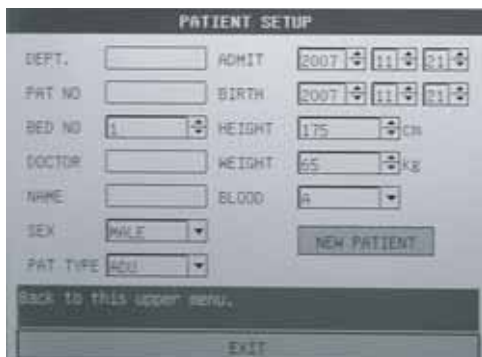 PATIENT SETUP
DEPT. ADMIT 2007 11 21
PAT NO BIRTH 2007 11 21
BED NO 1 HEIGHT 175 cm
DOCTOR WEIGHT 65 Kg
NAME BLOOD A
SEX MALE NEW PATIENT
PAT TYPE ADU
Back to this upper menu.
EXIT